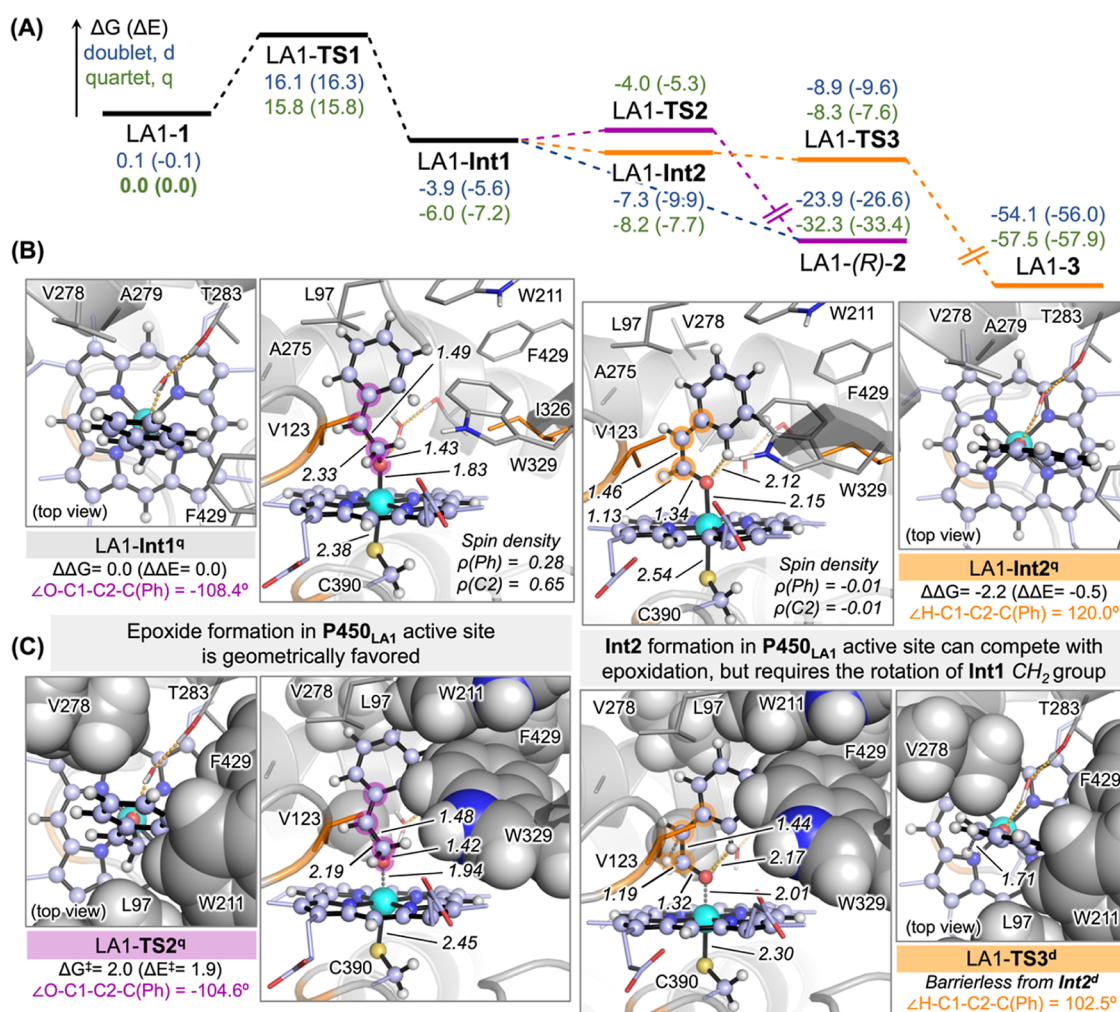 (A)
ΔG (ΔE)
doublet, d
quartet, q
LA1-1
0.1 (-0.1)
0.0 (0.0)
LA1-TS1
16.1 (16.3)
15.8 (15.8)
LA1-Int1
-3.9 (-5.6)
-6.0 (-7.2)
-4.0 (-5.3)
LA1-TS2
LA1-Int2
-7.3 (-9.9)
-8.2 (-7.7)
-8.9 (-9.6)
-8.3 (-7.6)
LA1-TS3
-23.9 (-26.6)
-32.3 (-33.4)
LA1-(R)-2
-54.1 (-56.0)
-57.5 (-57.9)
LA1-3
(B)
V278
A279
T283
F429
(top view)
LA1-Int1q
ΔΔG= 0.0 (ΔΔE= 0.0)
∠O-C1-C2-C(Ph) = -108.4º
L97
W211
A275
1.49
F429
V123
I326
1.43
W329
2.33
1.83
2.38
C390
Spin density
ρ(Ph) = 0.28
ρ(C2) = 0.65
L97
V278
W211
A275
F429
V123
1.46
2.12
W329
1.13
1.34
2.15
2.54
C390
Spin density
ρ(Ph) = -0.01
ρ(C2) = -0.01
V278
A279
T283
(top view)
LA1-Int2q
ΔΔG= -2.2 (ΔΔE= -0.5)
∠H-C1-C2-C(Ph) = 120.0º
Epoxide formation in P450LA1 active site
is geometrically favored
Int2 formation in P450LA1 active site can compete with
epoxidation, but requires the rotation of Int1 CH2 group
(C)
V278
T283
F429
(top view)
L97
W211
LA1-TS2q
ΔG‡= 2.0 (ΔE‡= 1.9)
∠O-C1-C2-C(Ph) = -104.6º
V278
L97
W211
F429
V123
1.48
1.42
W329
2.19
1.94
2.45
C390
V278
L97
W211
F429
V123
1.44
2.17
W329
1.19
1.32
2.01
2.30
C390
T283
V278
F429
1.71
(top view)
L97
W211
LA1-TS3d
Barrierless from Int2d
∠H-C1-C2-C(Ph) = 102.5º